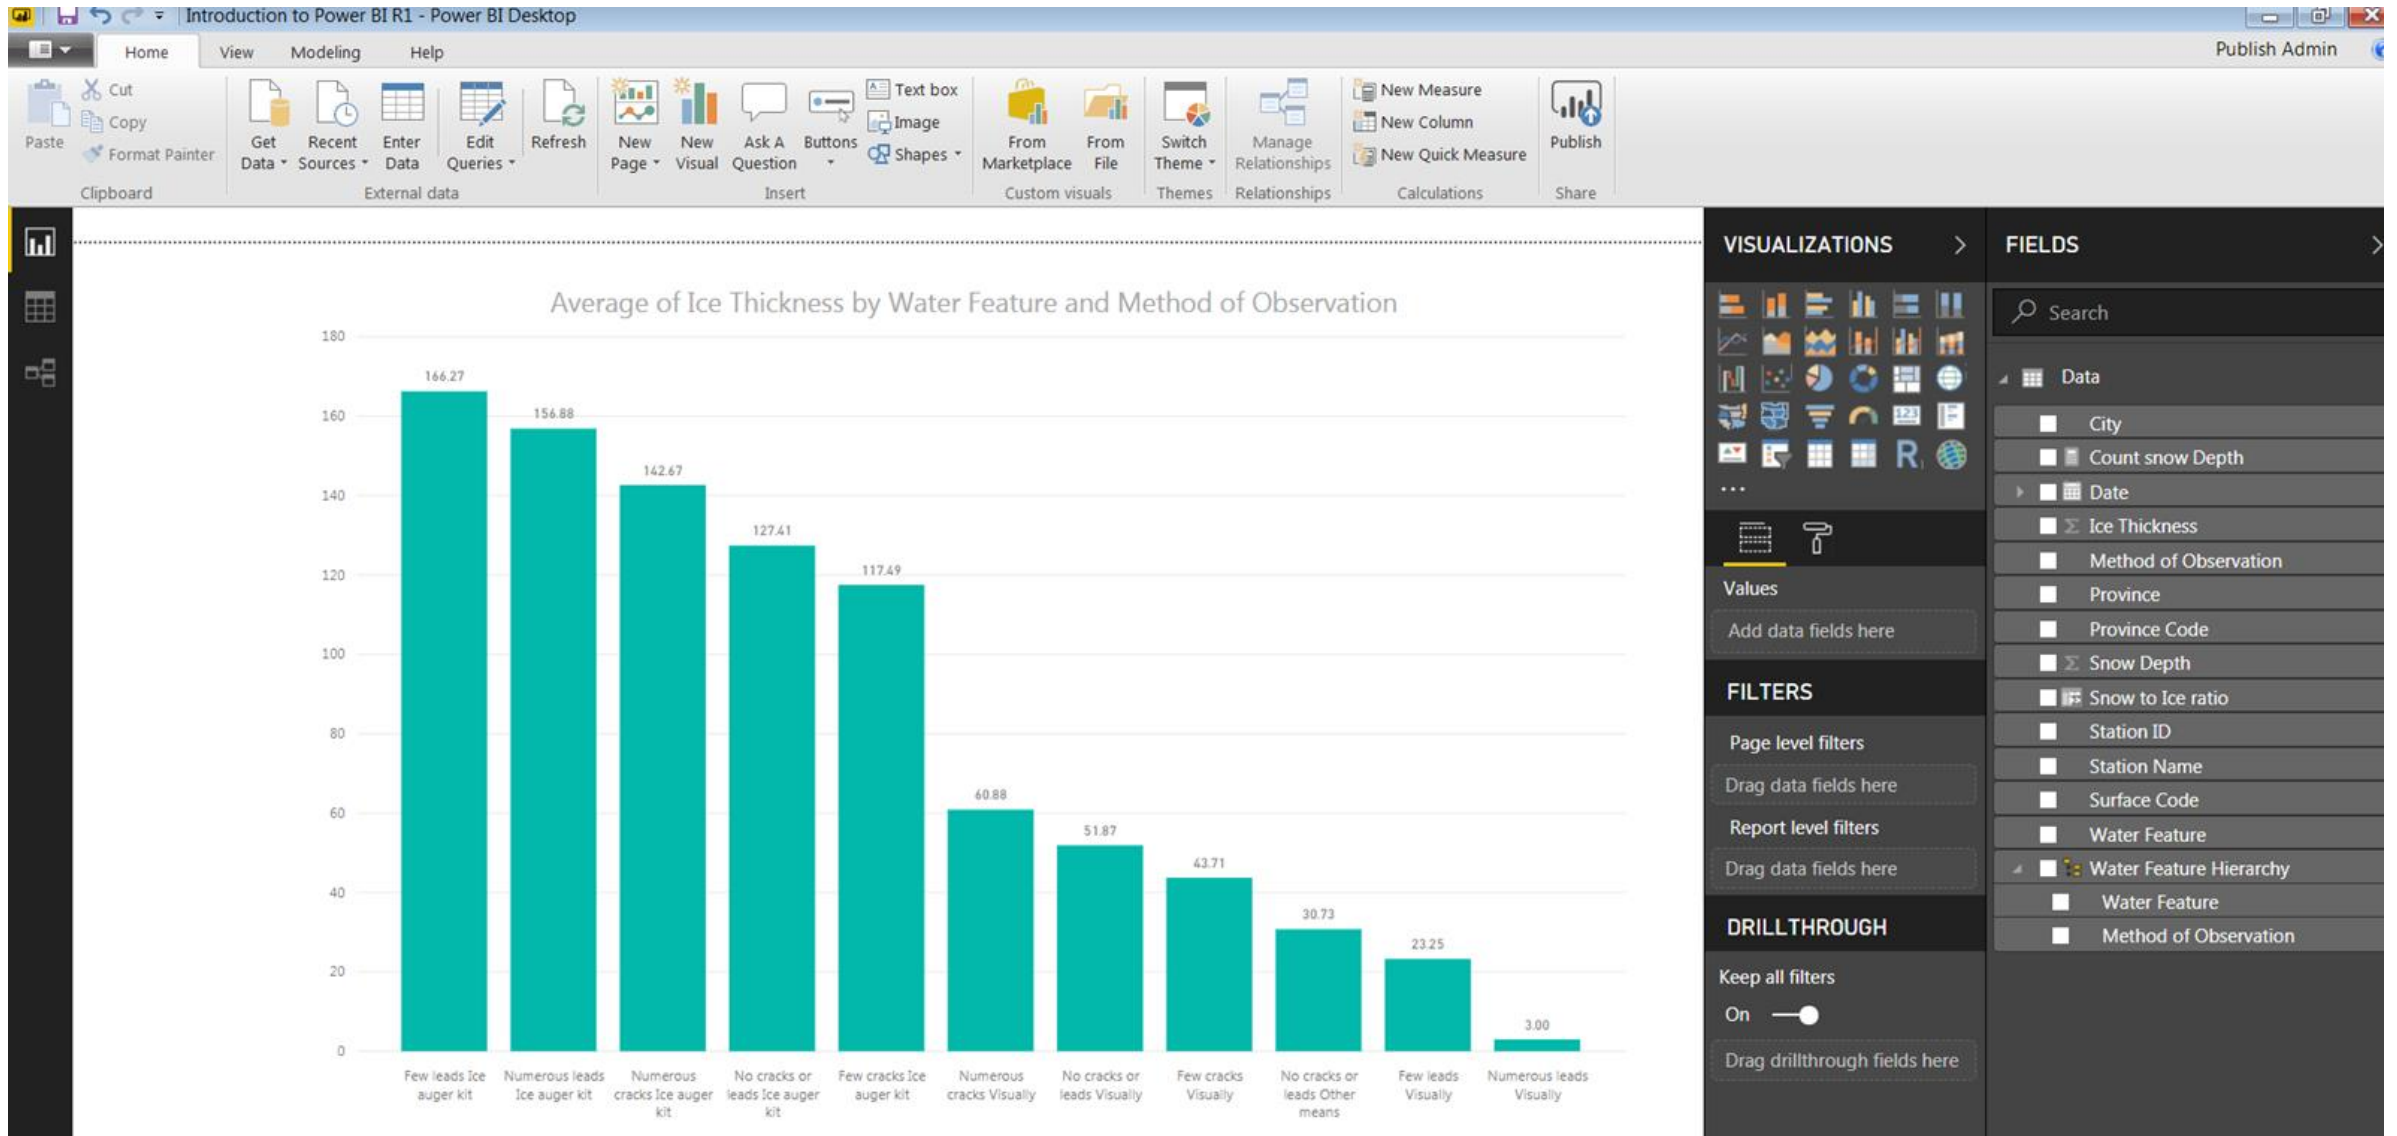 Introduction to Power BI R1 - Power BI Desktop
Home View Modeling Help Publish Admin
Paste
Cut
Copy
Format Painter
Clipboard
Get Data
Recent Sources
Enter Data
Edit Queries
Refresh
External data
New Page
New Visual
Ask A Question
Buttons
Text box
Image
Shapes
Insert
From Marketplace
From File
Custom visuals
Switch Theme
Themes
Manage Relationships
Relationships
New Measure
New Column
New Quick Measure
Calculations
Publish
Share
Average of Ice Thickness by Water Feature and Method of Observation
180
160
140
120
100
80
60
40
20
0
166.27
156.88
142.67
127.41
117.49
60.88
51.87
43.71
30.73
23.25
3.00
Few leads Ice
auger kit
Numerous leads
Ice auger kit
Numerous
cracks Ice auger
kit
No cracks or
leads Ice auger
kit
Few cracks Ice
auger kit
Numerous
cracks Visually
No cracks or
leads Visually
Few cracks
Visually
No cracks or
leads Other
means
Few leads
Visually
Numerous leads
Visually
VISUALIZATIONS
123
R
...
Values
Add data fields here
FILTERS
Page level filters
Drag data fields here
Report level filters
Drag data fields here
DRILLTHROUGH
Keep all filters
On
Drag drillthrough fields here
FIELDS
Search
Data
City
Count snow Depth
Date
Σ Ice Thickness
Method of Observation
Province
Province Code
Σ Snow Depth
Snow to Ice ratio
Station ID
Station Name
Surface Code
Water Feature
Water Feature Hierarchy
Water Feature
Method of Observation